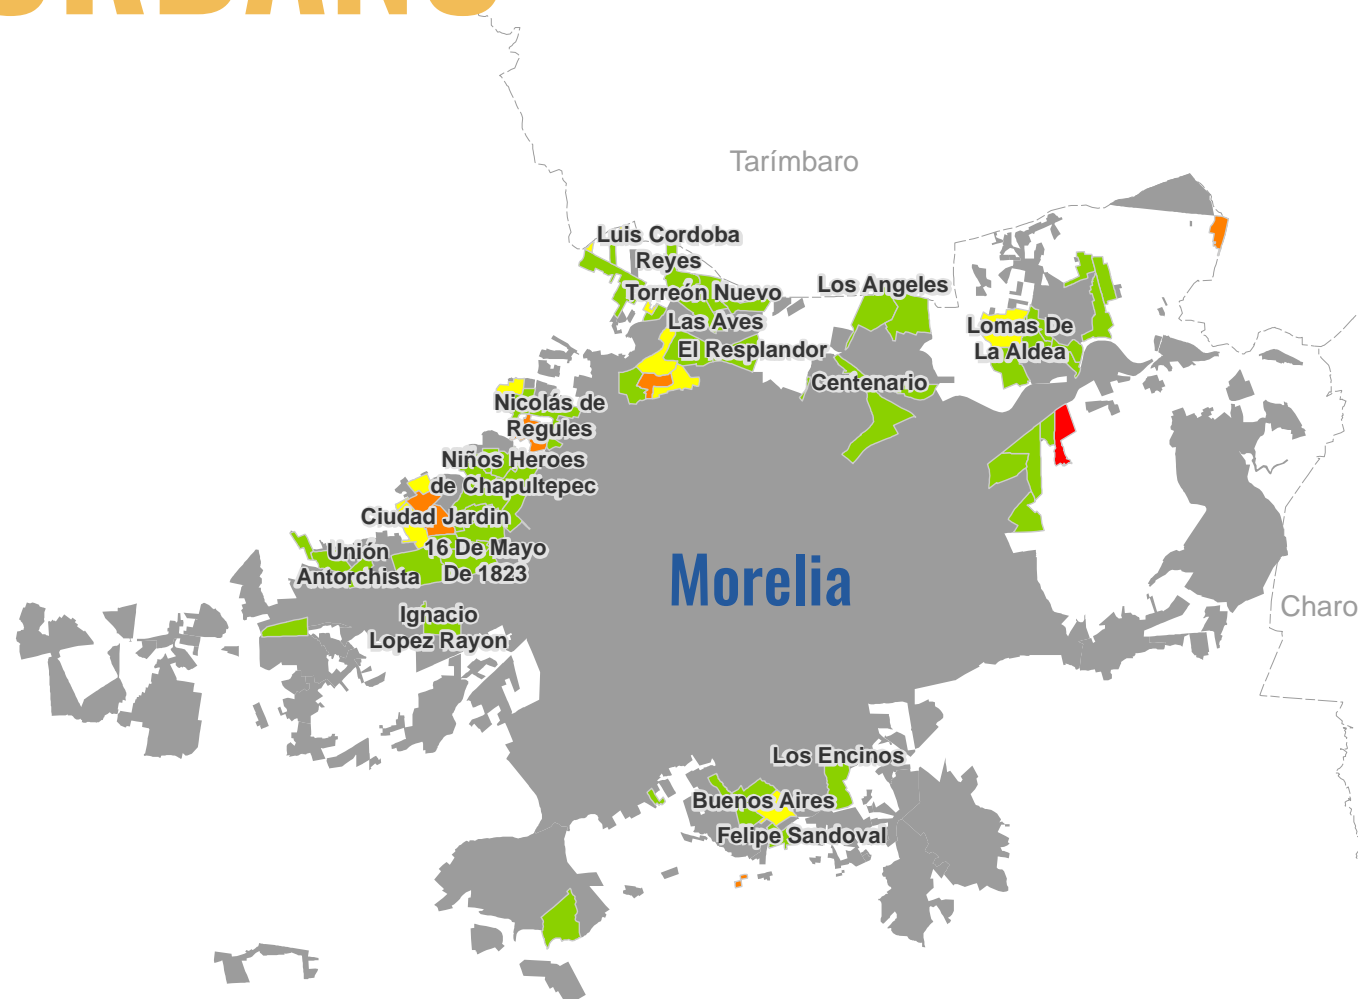 URBANO
Tarímbaro
Luis Cordoba
Reyes
Torreón Nuevo
Los Angeles
Las Aves
Lomas De
La Aldea
El Resplandor
Centenario
Nicolás de
Regules
Niños Heroes
de Chapultepec
Ciudad Jardin
Unión
Antorchista
16 De Mayo
De 1823
Morelia
Ignacio
Lopez Rayon
Charo
Los Encinos
Buenos Aires
Felipe Sandoval